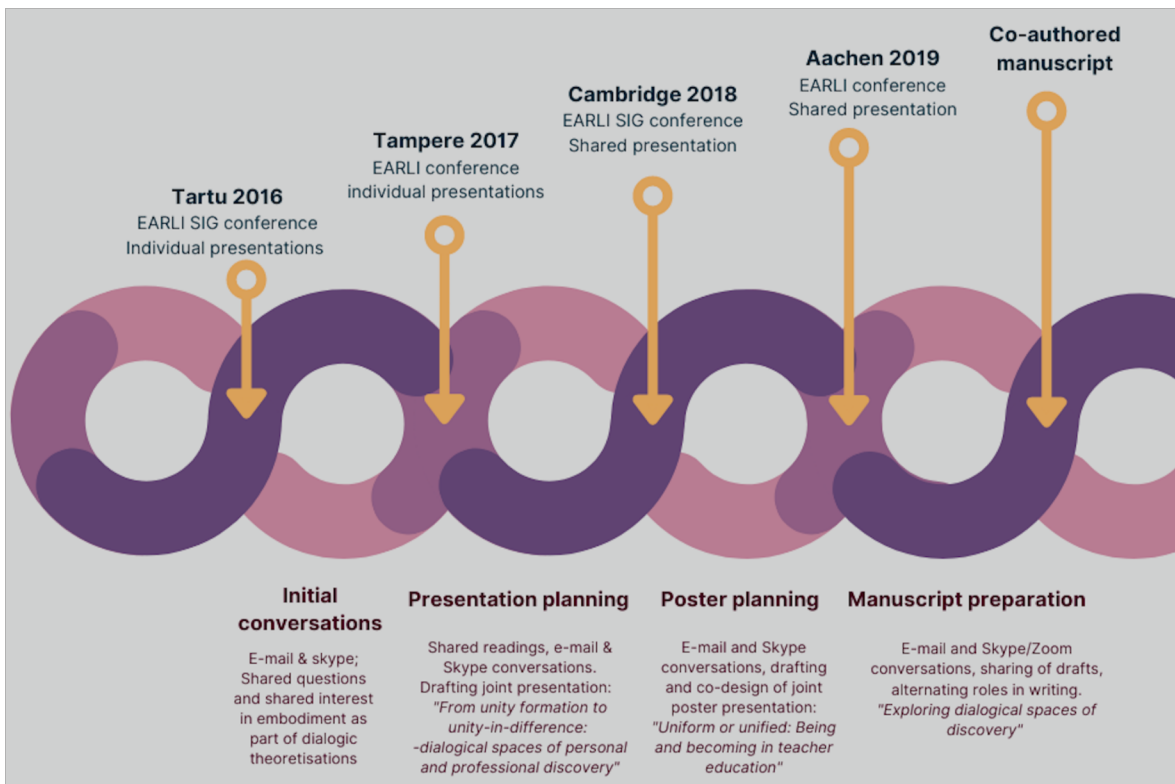 Tartu 2016
EARLI SIG conference
Individual presentations
Tampere 2017
EARLI conference
individual presentations
Cambridge 2018
EARLI SIG conference
Shared presentation
Aachen 2019
EARLI conference
Shared presentation
Co-authored
manuscript
Initial
conversations
E-mail & skype;
Shared questions
and shared interest
in embodiment as
part of dialogic
theoretisations
Presentation planning
Shared readings, e-mail &
Skype conversations.
Drafting joint presentation:
"From unity formation to
unity-in-difference:
-dialogical spaces of personal
and professional discovery"
Poster planning
E-mail and Skype
conversations, drafting
and co-design of joint
poster presentation:
"Uniform or unified: Being
and becoming in teacher
education"
Manuscript preparation
E-mail and Skype/Zoom
conversations, sharing of drafts,
alternating roles in writing.
"Exploring dialogical spaces of
discovery"